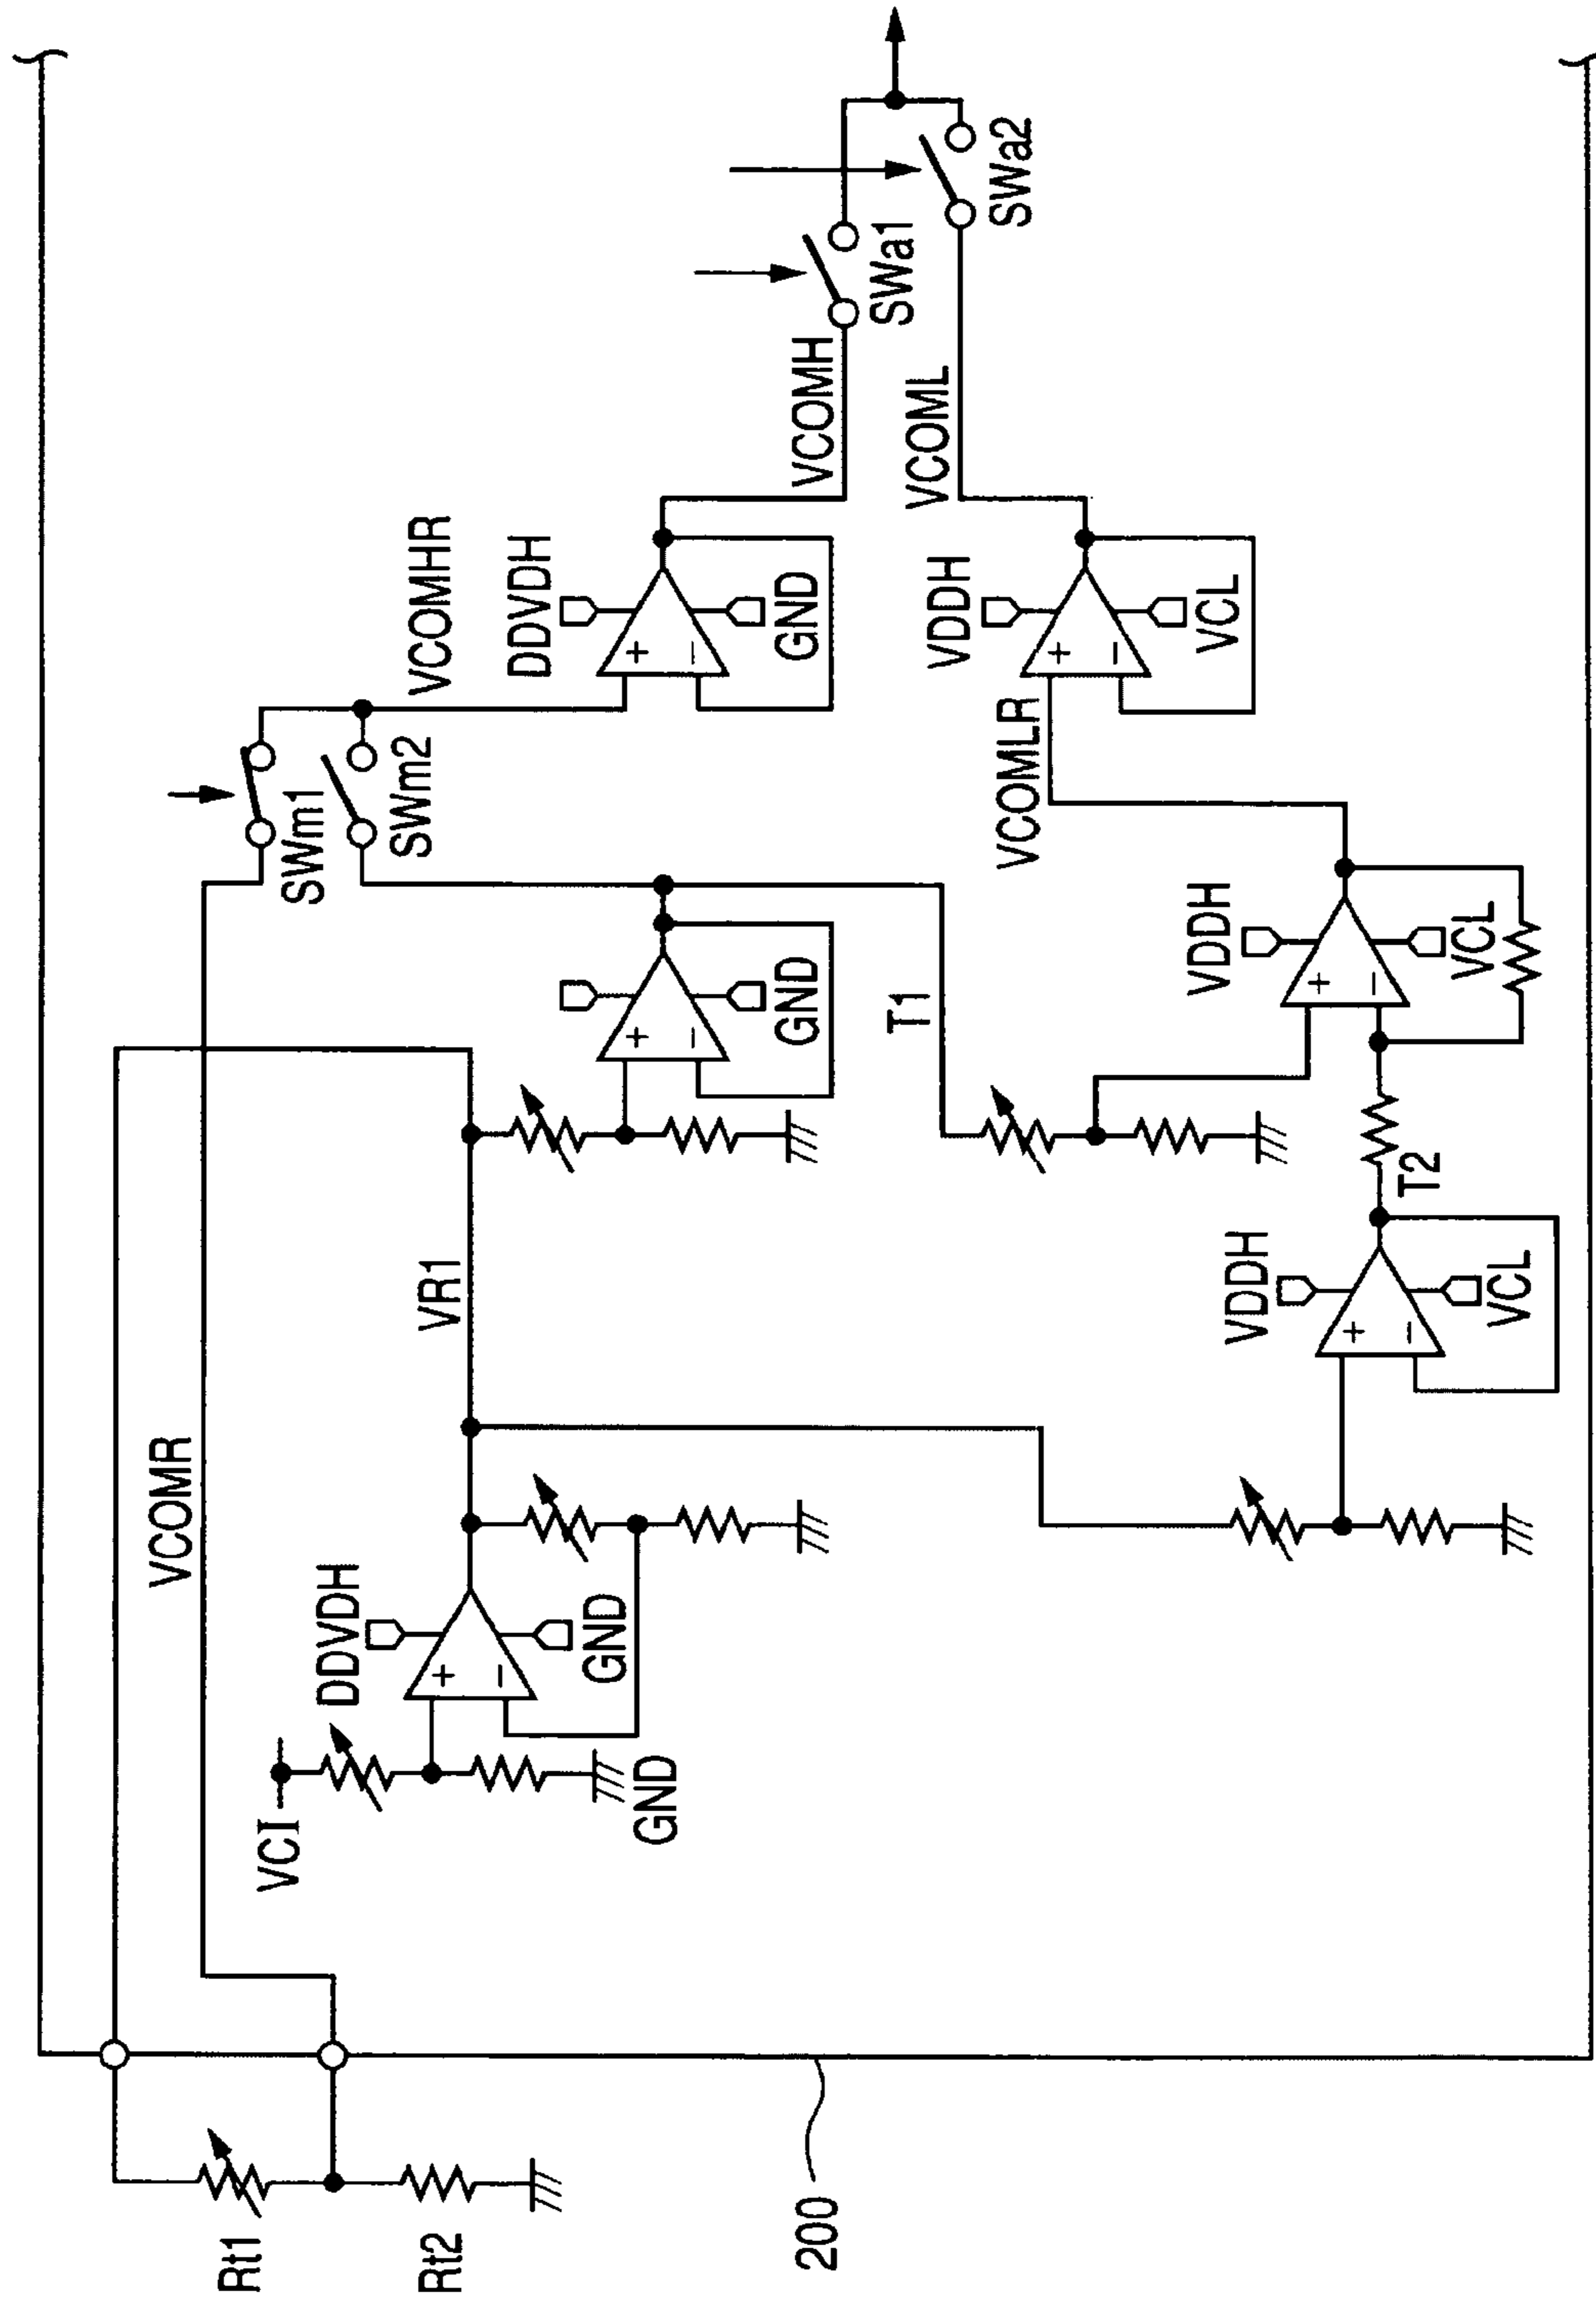 Rt1
Rt2
200
VCOMR
VCI
GND
DDVDH
+
−
GND
VR1
VDDH
+
−
VCL
T2
+
−
GND
T1
VDDH
+
−
VCL
SWm1
SWm2
VCOMHR
DDVDH
+
−
GND
VCOMLR
VDDH
+
−
VCL
VCOMH
VCOML
SWa1
SWa2